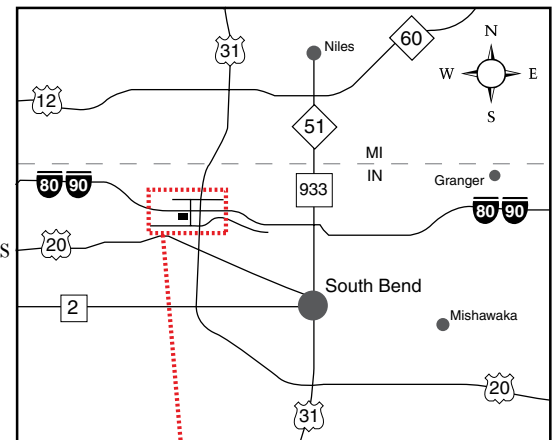 31
60
Niles
N
W E
S
12
51
MI
IN
80 90
933
Granger
80 90
S
20
South Bend
2
Mishawaka
20
31